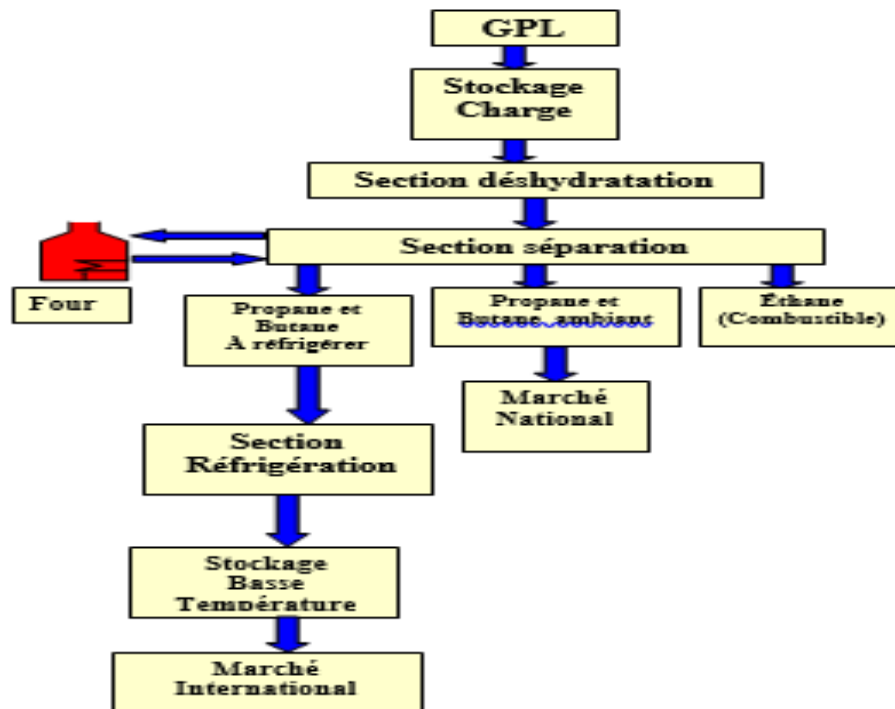 GPL
Stockage
Charge
Section déshydratation
Section séparation
Four
Propane et
Butane
A réfrigérer
Propane et
Butane ambiant
Éthane
(Combustible)
Marché
National
Section
Réfrigération
Stockage
Basse
Température
Marché
International